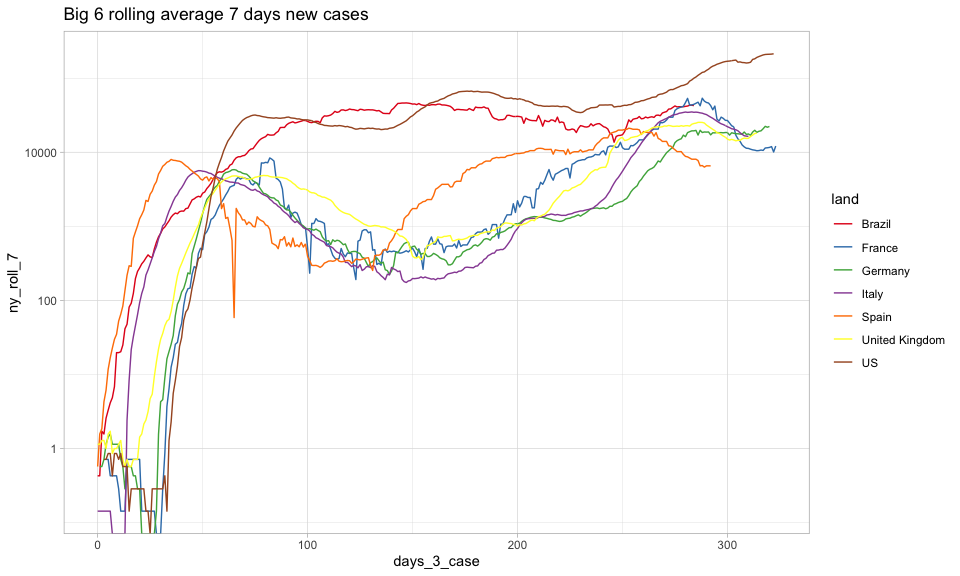 Big 6 rolling average 7 days new cases
ny_roll_7
10000
100
1
0
100
200
300
days_3_case
land
Brazil
France
Germany
Italy
Spain
United Kingdom
US